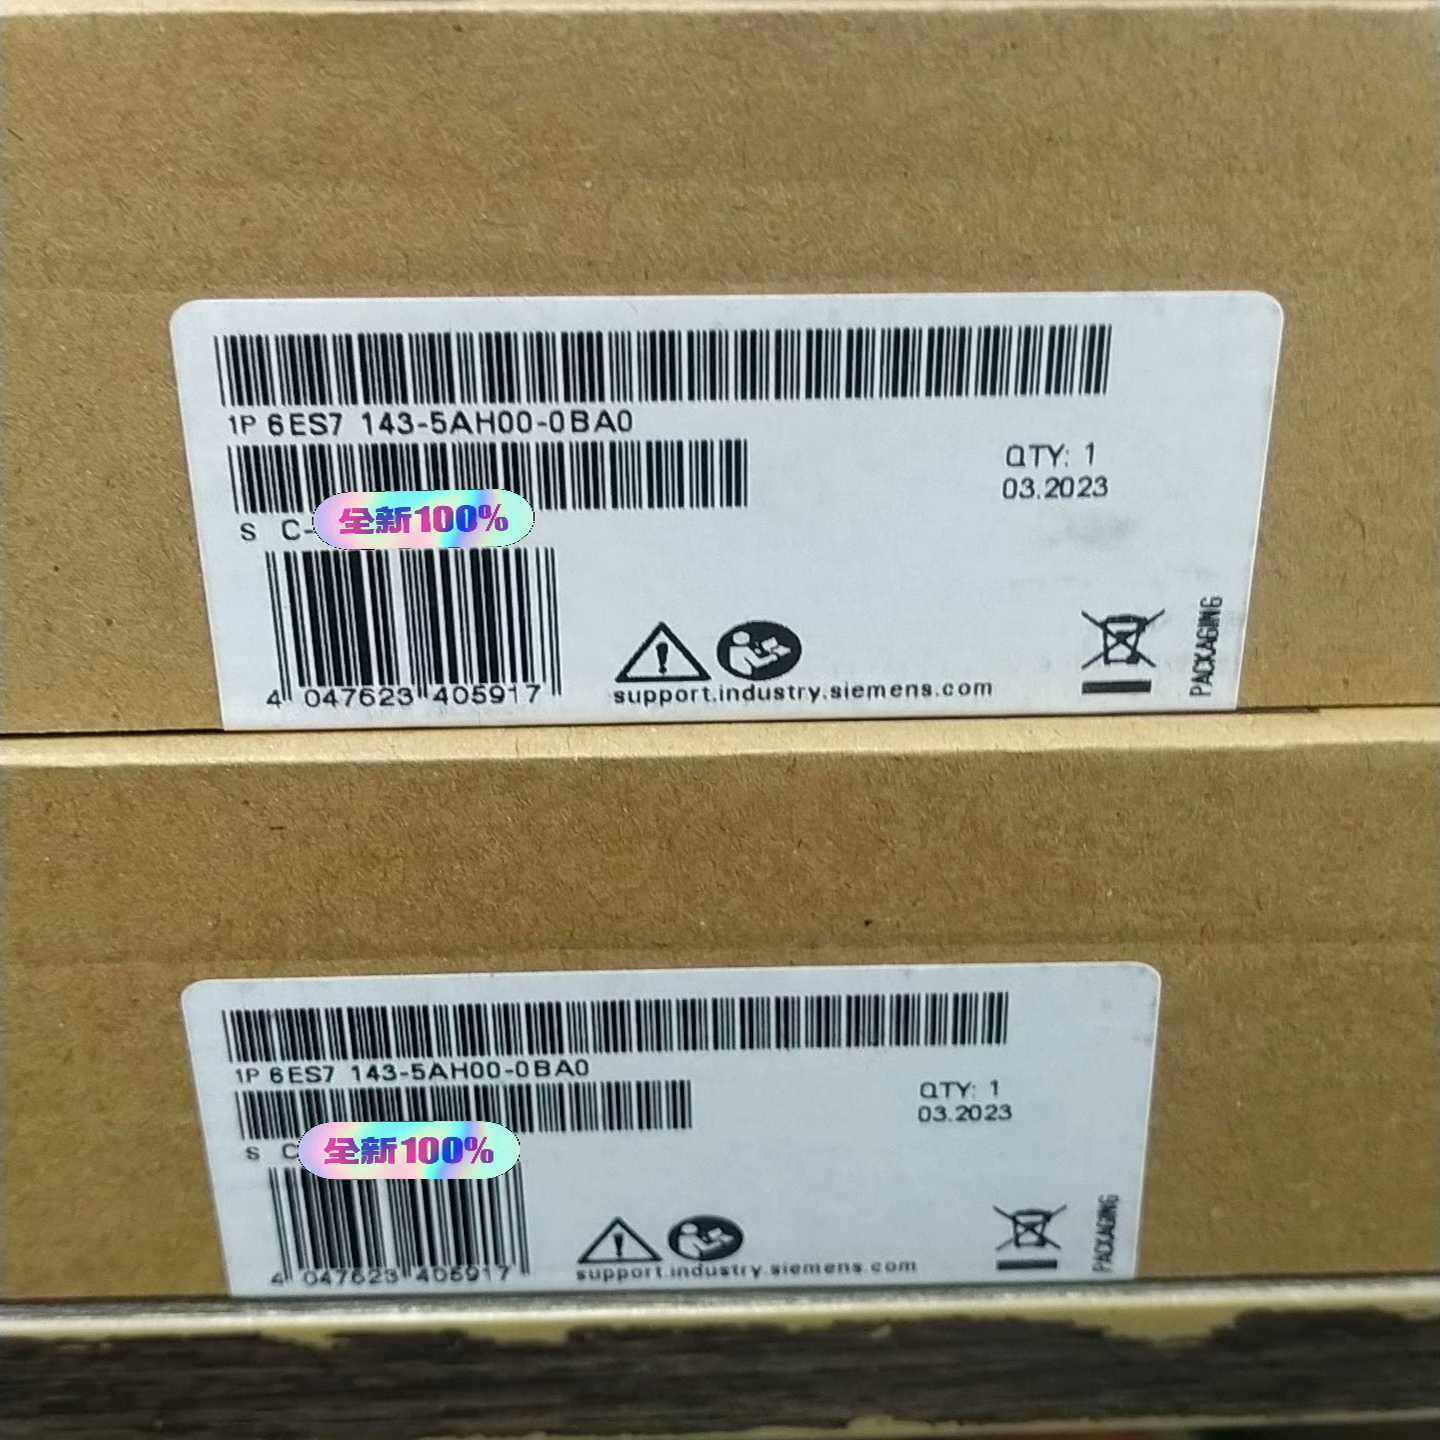 1P 6ES7 143-5AH00-0BA0
QTY: 1
03.2023
S C-
全新100%
4 047623 405917
support.industry.siemens.com
PACKAGING
1P 6ES7 143-5AH00-0BA0
QTY: 1
03.2023
S C
全新100%
4 047623 405917
support.industry.siemens.com
PACKAGING